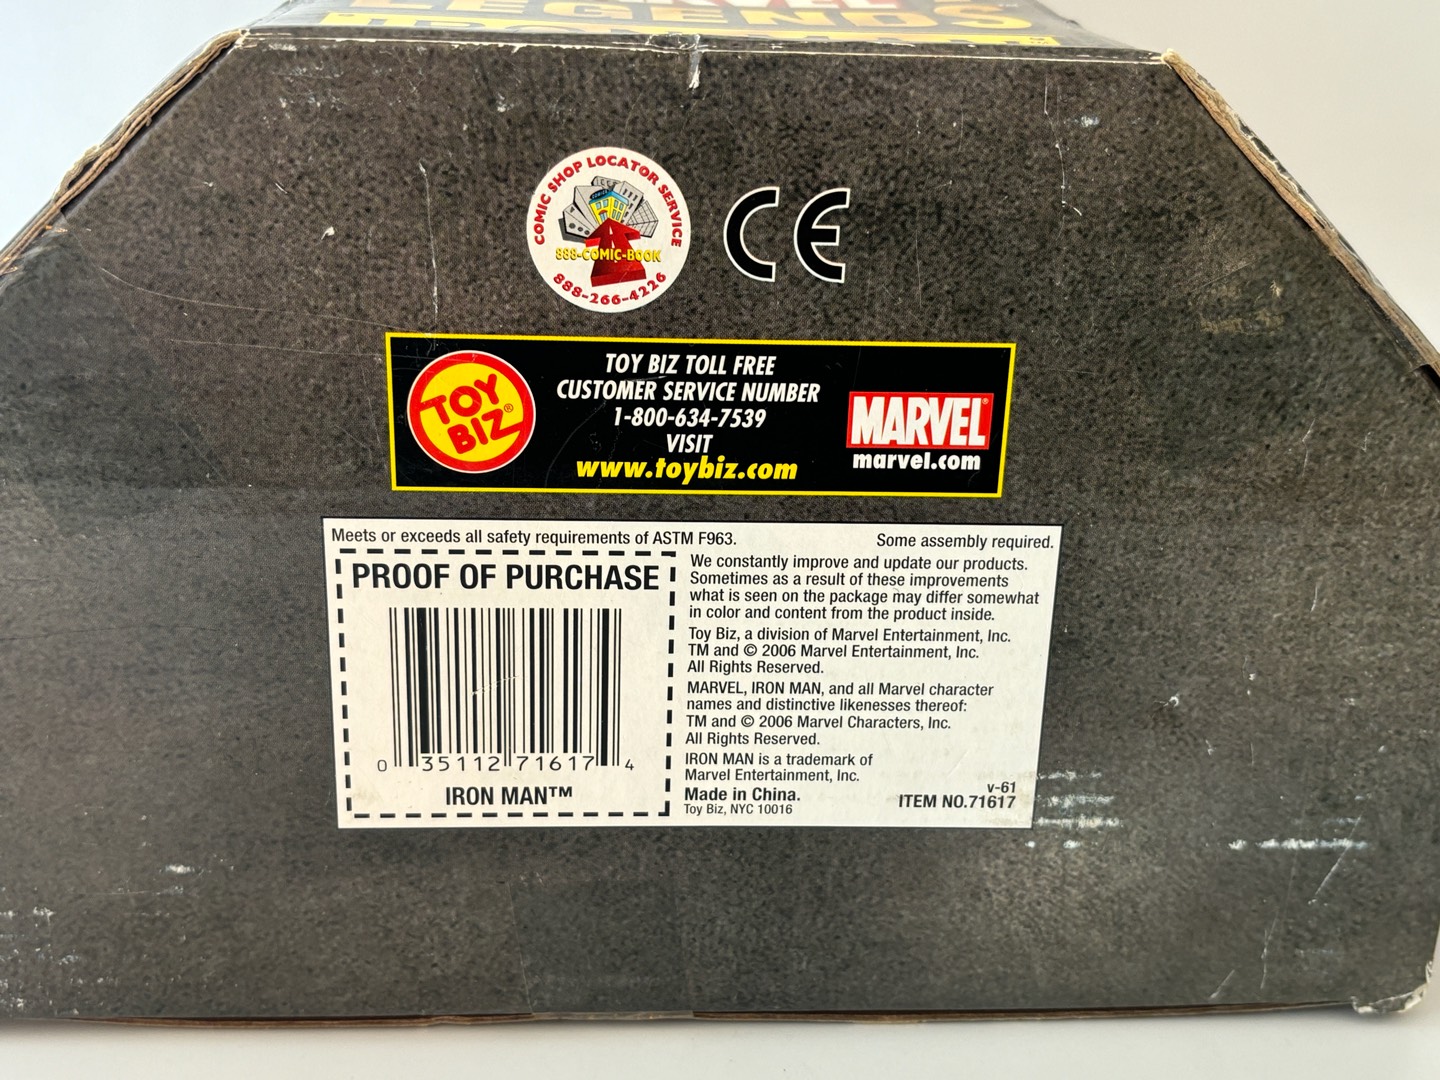 MARVEL
LEGENDS
COMIC SHOP LOCATOR SERVICE
888-COMIC-BOOK
888-266-4226
CE
TOY BIZ®
TOY BIZ TOLL FREE
CUSTOMER SERVICE NUMBER
1-800-634-7539
VISIT
www.toybiz.com
MARVEL®
marvel.com
Meets or exceeds all safety requirements of ASTM F963.
Some assembly required.
PROOF OF PURCHASE
0 35112 71617 4
IRON MAN™
We constantly improve and update our products.
Sometimes as a result of these improvements
what is seen on the package may differ somewhat
in color and content from the product inside.
Toy Biz, a division of Marvel Entertainment, Inc.
TM and © 2006 Marvel Entertainment, Inc.
All Rights Reserved.
MARVEL, IRON MAN, and all Marvel character
names and distinctive likenesses thereof:
TM and © 2006 Marvel Characters, Inc.
All Rights Reserved.
IRON MAN is a trademark of
Marvel Entertainment, Inc.
Made in China.
Toy Biz, NYC 10016
v-61
ITEM NO.71617